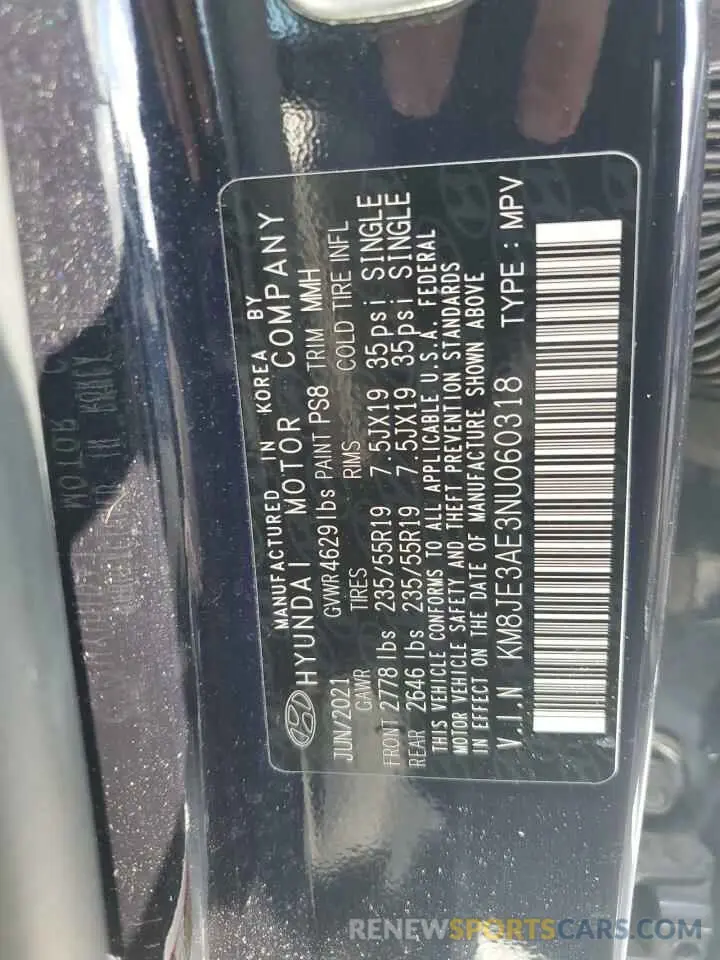 MANUFACTURED IN KOREA BY
HYUNDAI MOTOR COMPANY
JUN/2021 GVWR 4629 lbs PAINT PS8 TRIM MMH
GAWR TIRES RIMS COLD TIRE INFL
FRONT 2778 lbs 235/55R19 7.5JX19 35psi SINGLE
REAR 2646 lbs 235/55R19 7.5JX19 35psi SINGLE
THIS VEHICLE CONFORMS TO ALL APPLICABLE U.S.A. FEDERAL
MOTOR VEHICLE SAFETY AND THEFT PREVENTION STANDARDS
IN EFFECT ON THE DATE OF MANUFACTURE SHOWN ABOVE
V.I.N KM8JE3AE3NU060318 TYPE : MPV
RENEWSPORTSCARS.COM